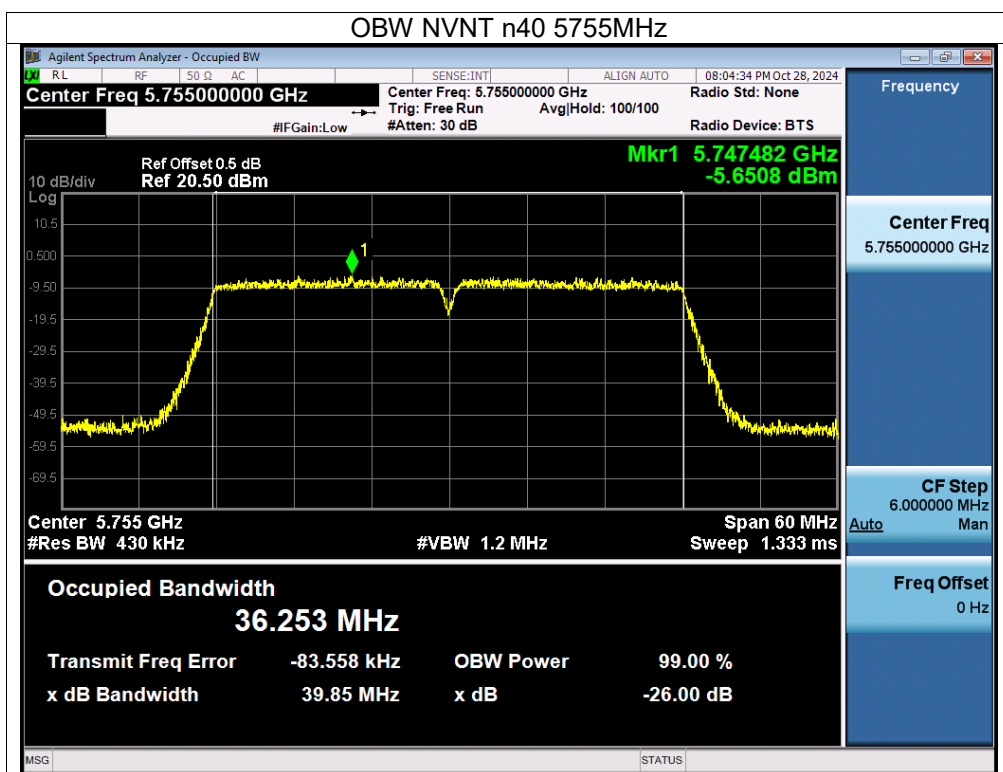 OBW NVNT n40 5755MHz
Agilent Spectrum Analyzer - Occupied BW
LXI RL RF 50 Ω AC SENSE:INT ALIGN AUTO 08:04:34 PM Oct 28, 2024
Center Freq 5.755000000 GHz
Center Freq: 5.755000000 GHz Radio Std: None
Trig: Free Run Avg|Hold: 100/100
#IFGain:Low #Atten: 30 dB Radio Device: BTS
Frequency
Mkr1 5.747482 GHz
-5.6508 dBm
Ref Offset 0.5 dB
10 dB/div Ref 20.50 dBm
Log
10.5
0.500
-9.50
-19.5
-29.5
-39.5
-49.5
-59.5
-69.5
1
Center 5.755 GHz Span 60 MHz
#Res BW 430 kHz #VBW 1.2 MHz Sweep 1.333 ms
Occupied Bandwidth
36.253 MHz
Transmit Freq Error -83.558 kHz OBW Power 99.00 %
x dB Bandwidth 39.85 MHz x dB -26.00 dB
Center Freq
5.755000000 GHz
CF Step
6.000000 MHz
Auto Man
Freq Offset
0 Hz
MSG STATUS